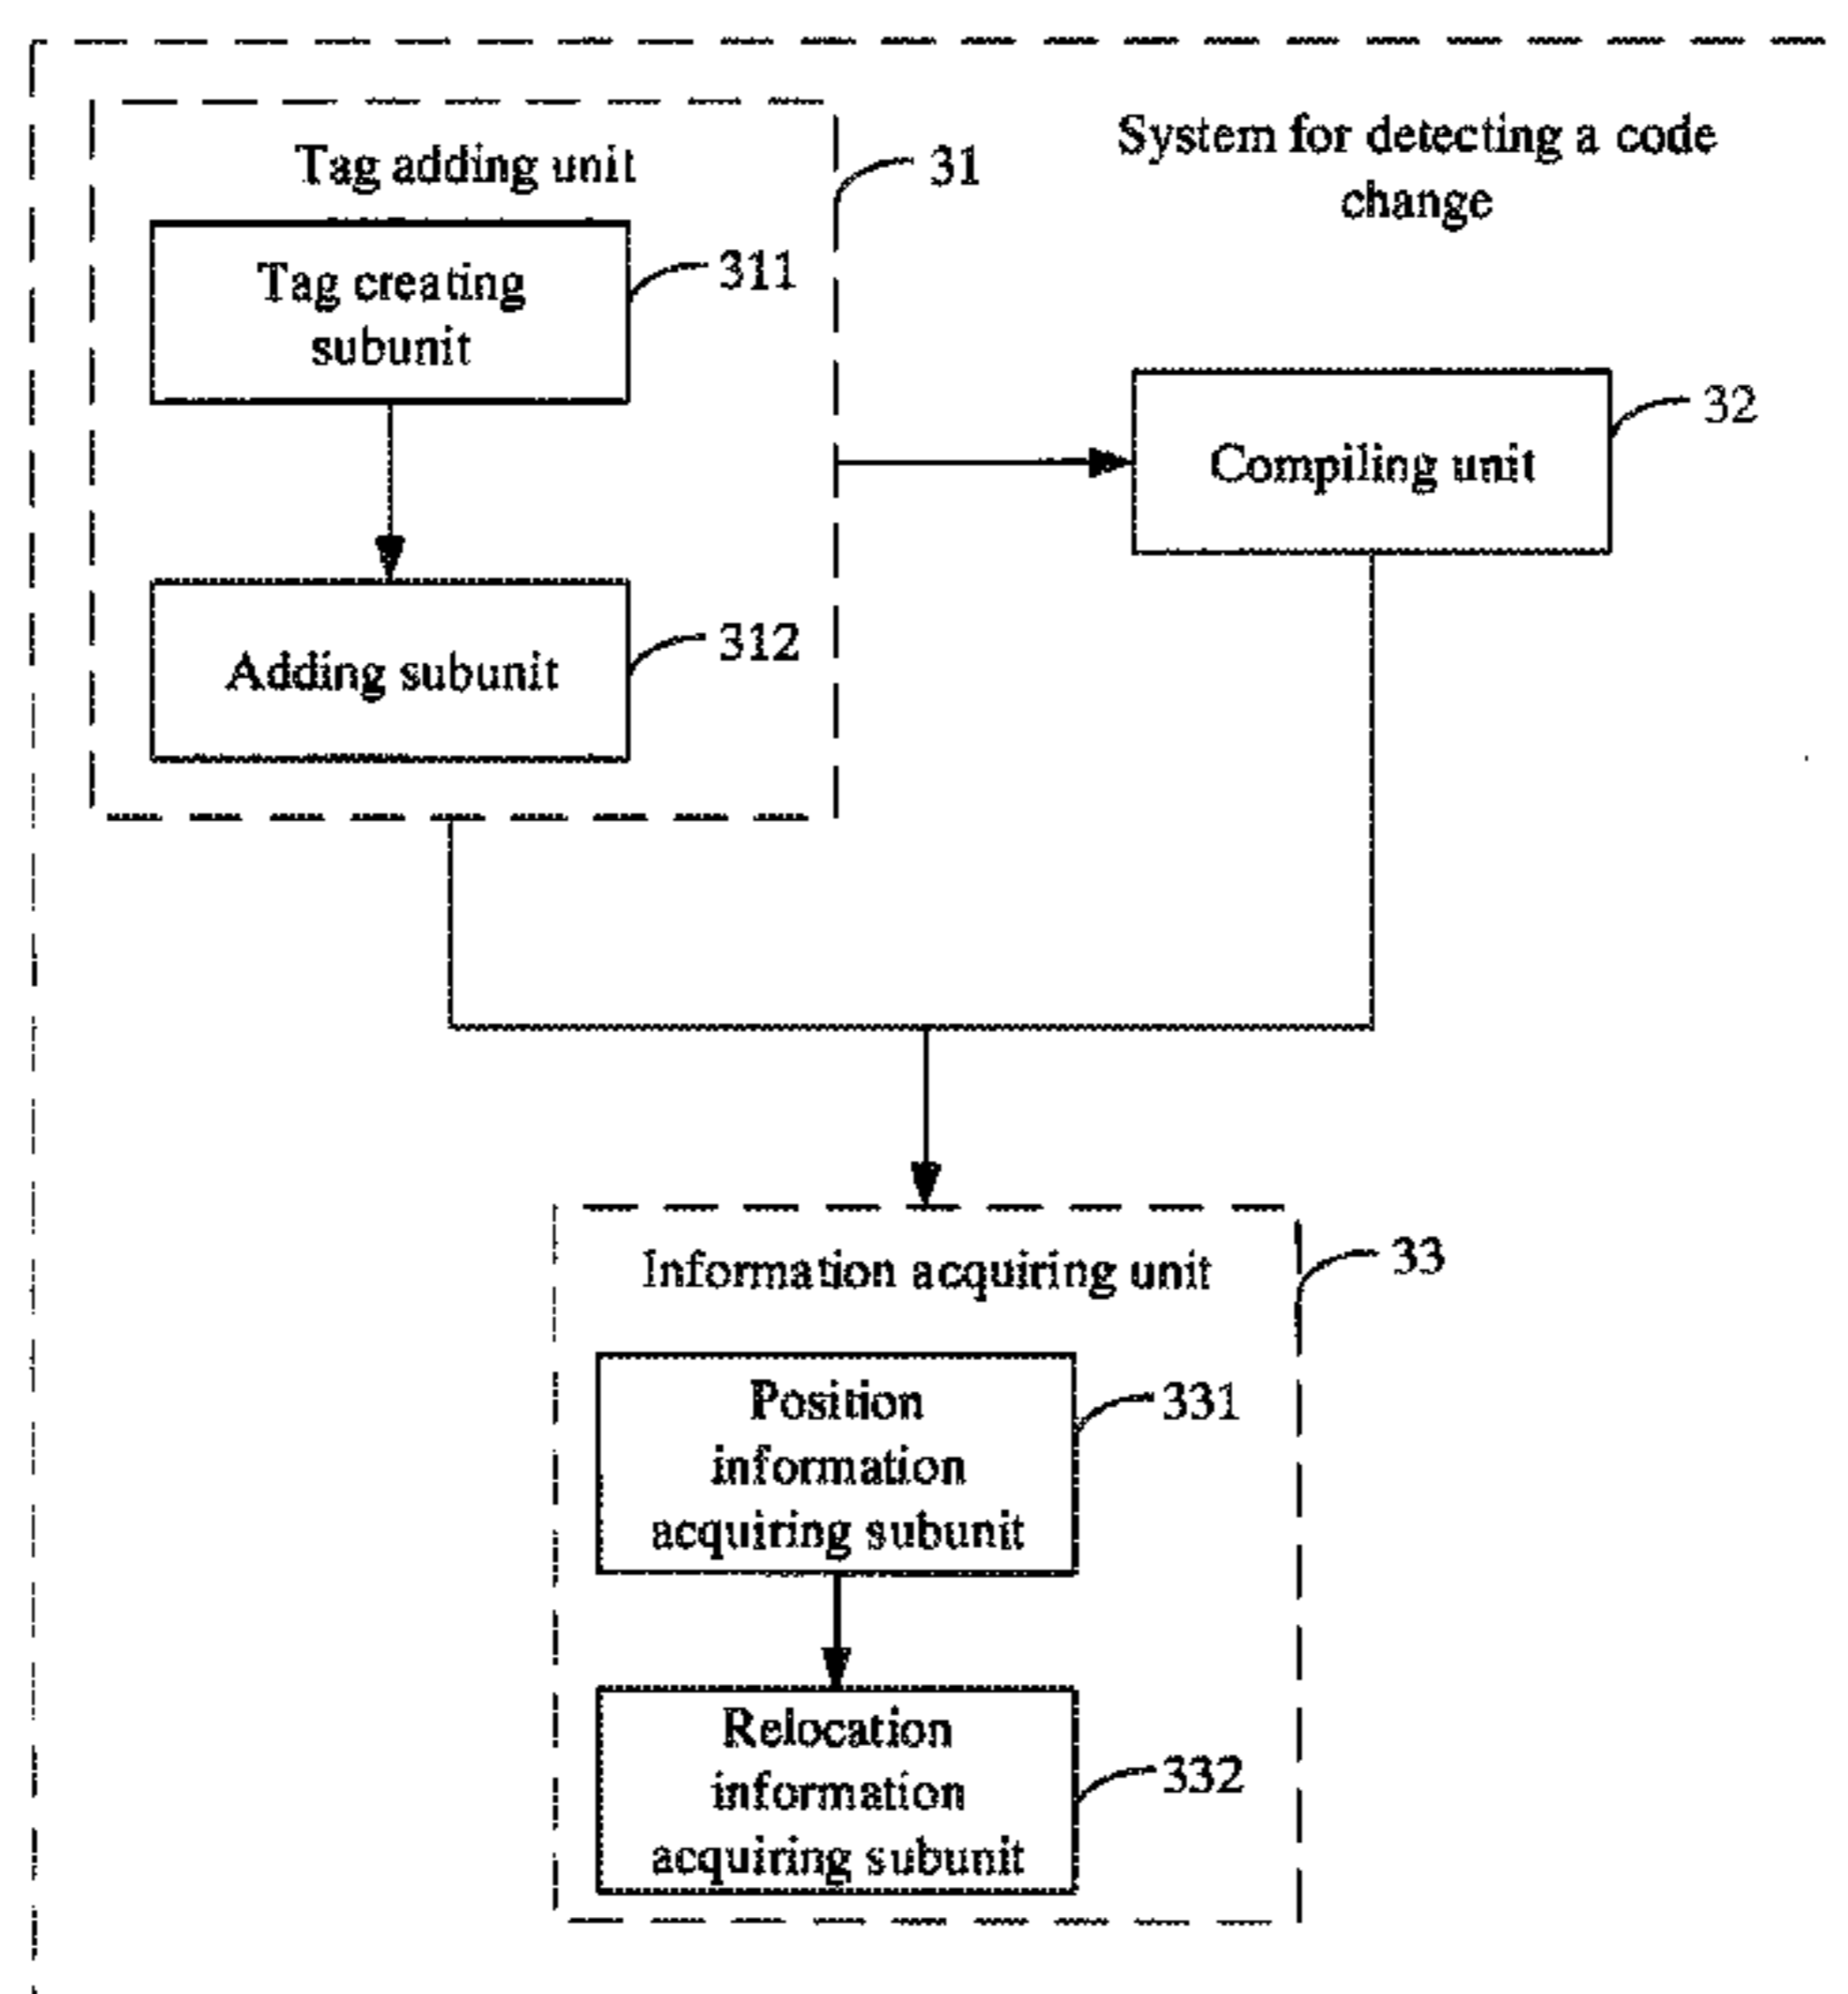 System for detecting a code
change
Tag adding unit
31
Tag creating
subunit
311
Adding subunit
312
Compiling unit
32
Information acquiring unit
33
Position
information
acquiring subunit
331
Relocation
information
acquiring subunit
332